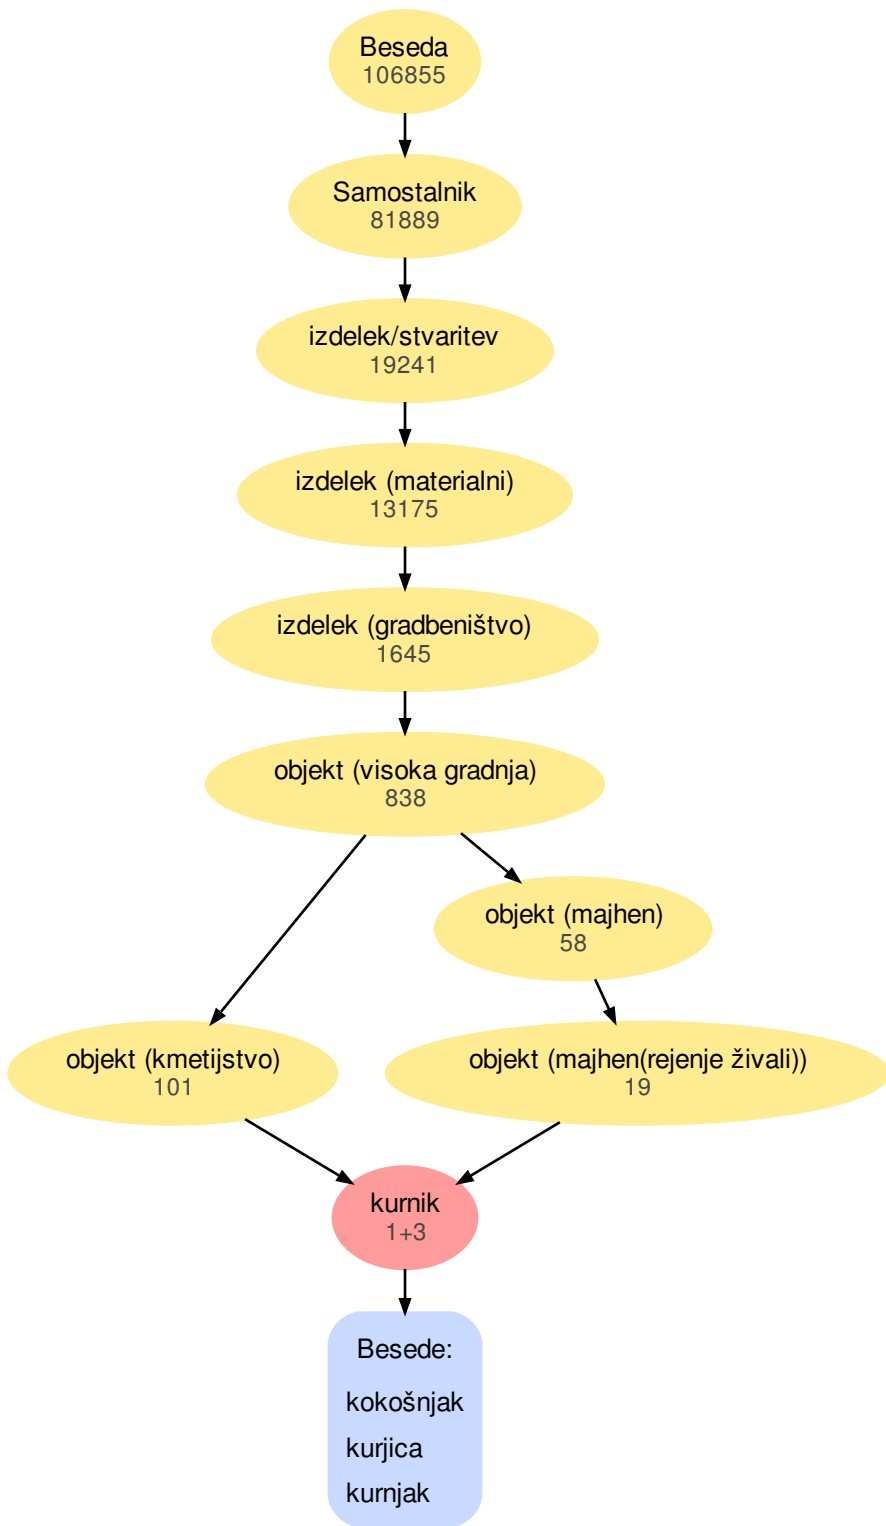 Beseda
106855
Samostalnik
81889
izdelek/stvaritev
19241
izdelek (materialni)
13175
izdelek (gradbeništvo)
1645
objekt (visoka gradnja)
838
objekt (majhen)
58
objekt (kmetijstvo)
101
objekt (majhen(rejenje živali))
19
kurnik
1+3
Besede:
kokošnjak
kurjica
kurnjak